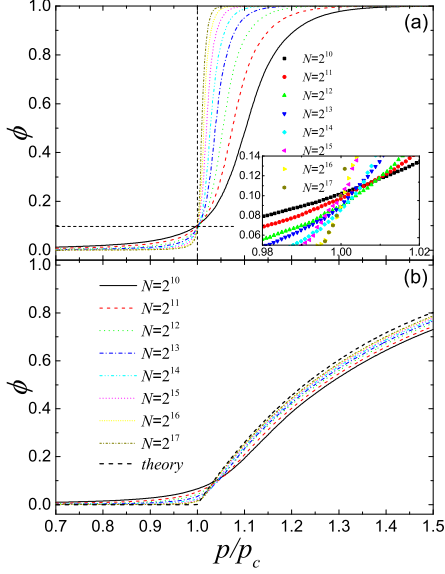 (a)
1.0
0.8
0.6
0.4
0.2
0.0
ϕ
N=2^10
N=2^11
N=2^12
N=2^13
N=2^14
N=2^15
N=2^16
N=2^17
0.14
0.12
0.10
0.08
0.06
0.98 1.00 1.02
(b)
1.0
0.8
0.6
0.4
0.2
0.0
ϕ
N=2^10
N=2^11
N=2^12
N=2^13
N=2^14
N=2^15
N=2^16
N=2^17
theory
0.7 0.8 0.9 1.0 1.1 1.2 1.3 1.4 1.5
p/p_c